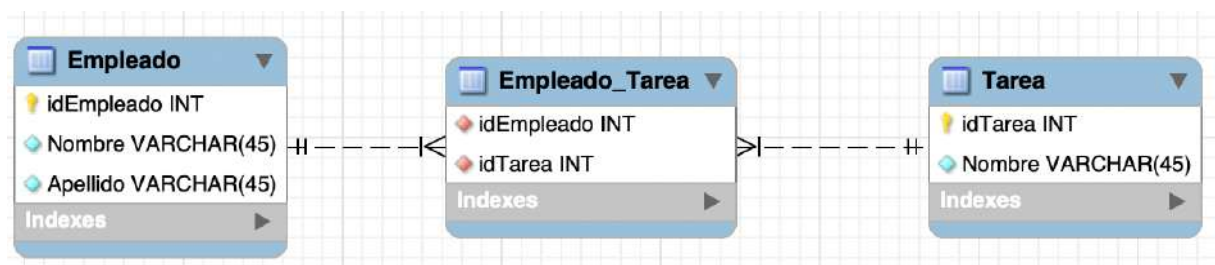 Empleado
idEmpleado INT
Nombre VARCHAR(45)
Apellido VARCHAR(45)
Indexes
Empleado_Tarea
idEmpleado INT
idTarea INT
Indexes
Tarea
idTarea INT
Nombre VARCHAR(45)
Indexes